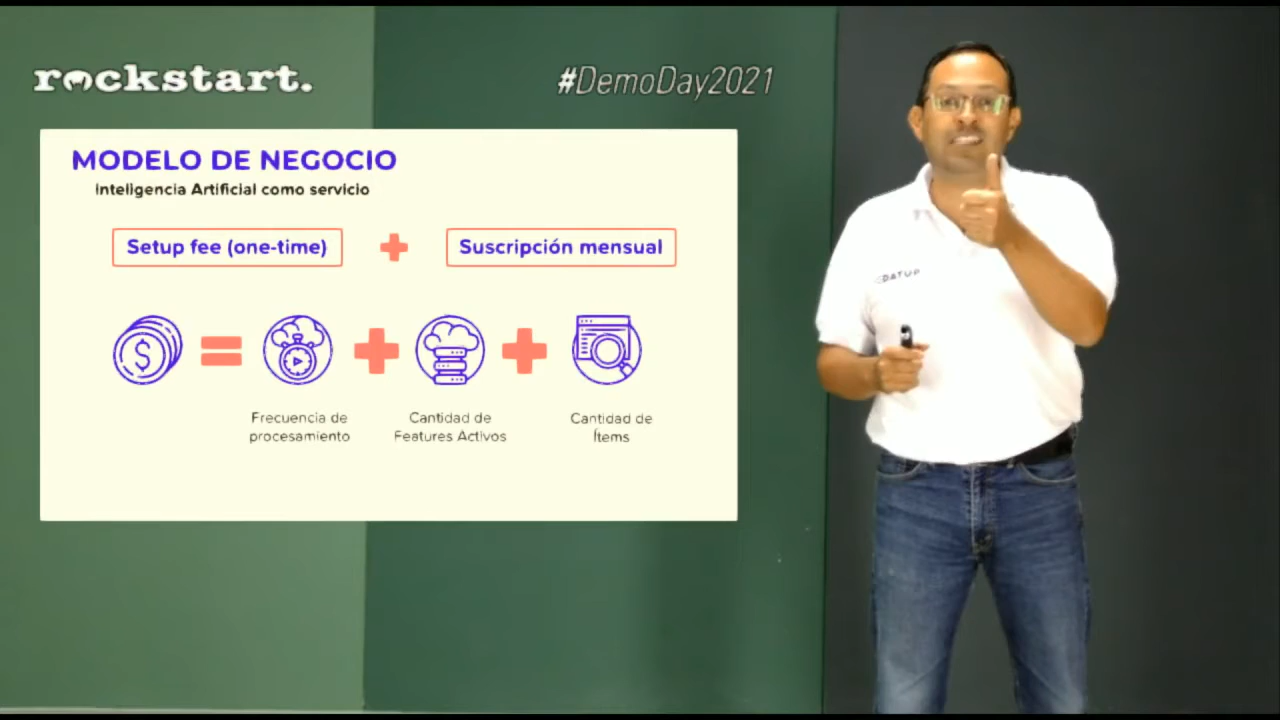 rockstart.
#DemoDay2021
MODELO DE NEGOCIO
Inteligencia Artificial como servicio
Setup fee (one-time)
Suscripción mensual
Frecuencia de
procesamiento
Cantidad de
Features Activos
Cantidad de
Ítems
DATUP